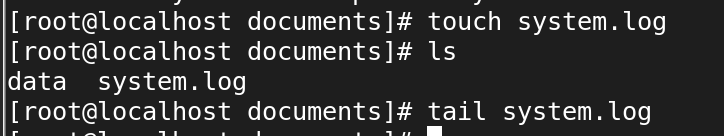 [root@localhost documents]# touch system.log
[root@localhost documents]# ls
data  system.log
[root@localhost documents]# tail system.log
[root@localhost documents]#